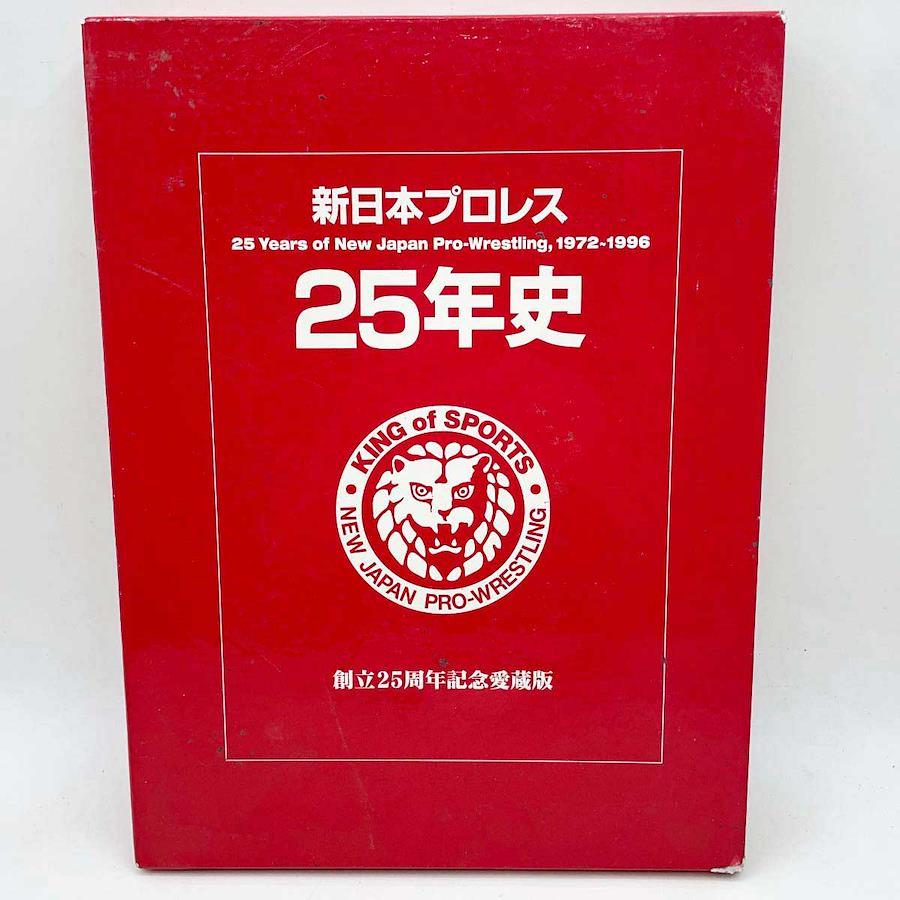 新日本プロレス
25 Years of New Japan Pro-Wrestling, 1972~1996
25年史
KING of SPORTS
• NEW JAPAN PRO-WRESTLING •
創立25周年記念愛蔵版